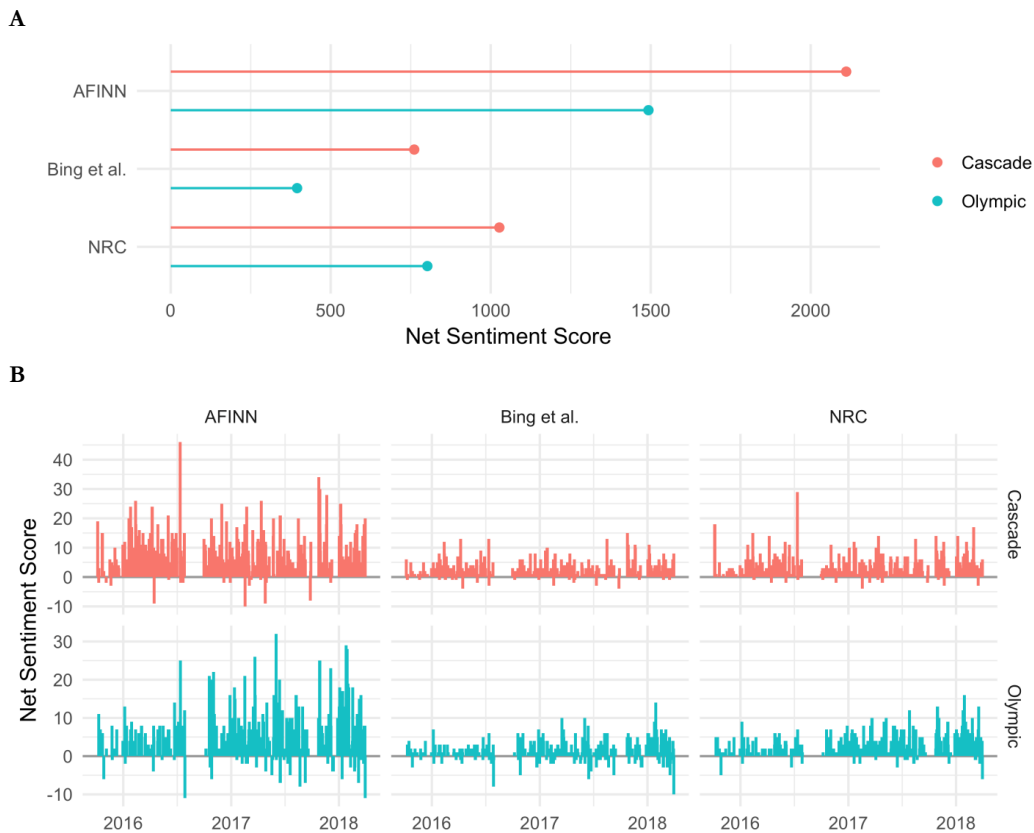 A
AFINN
Bing et al.
NRC
Cascade
Olympic
0 500 1000 1500 2000
Net Sentiment Score
B
AFINN Bing et al. NRC
Net Sentiment Score
40
30
20
10
0
-10
Cascade
30
20
10
0
-10
Olympic
2016 2017 2018 2016 2017 2018 2016 2017 2018